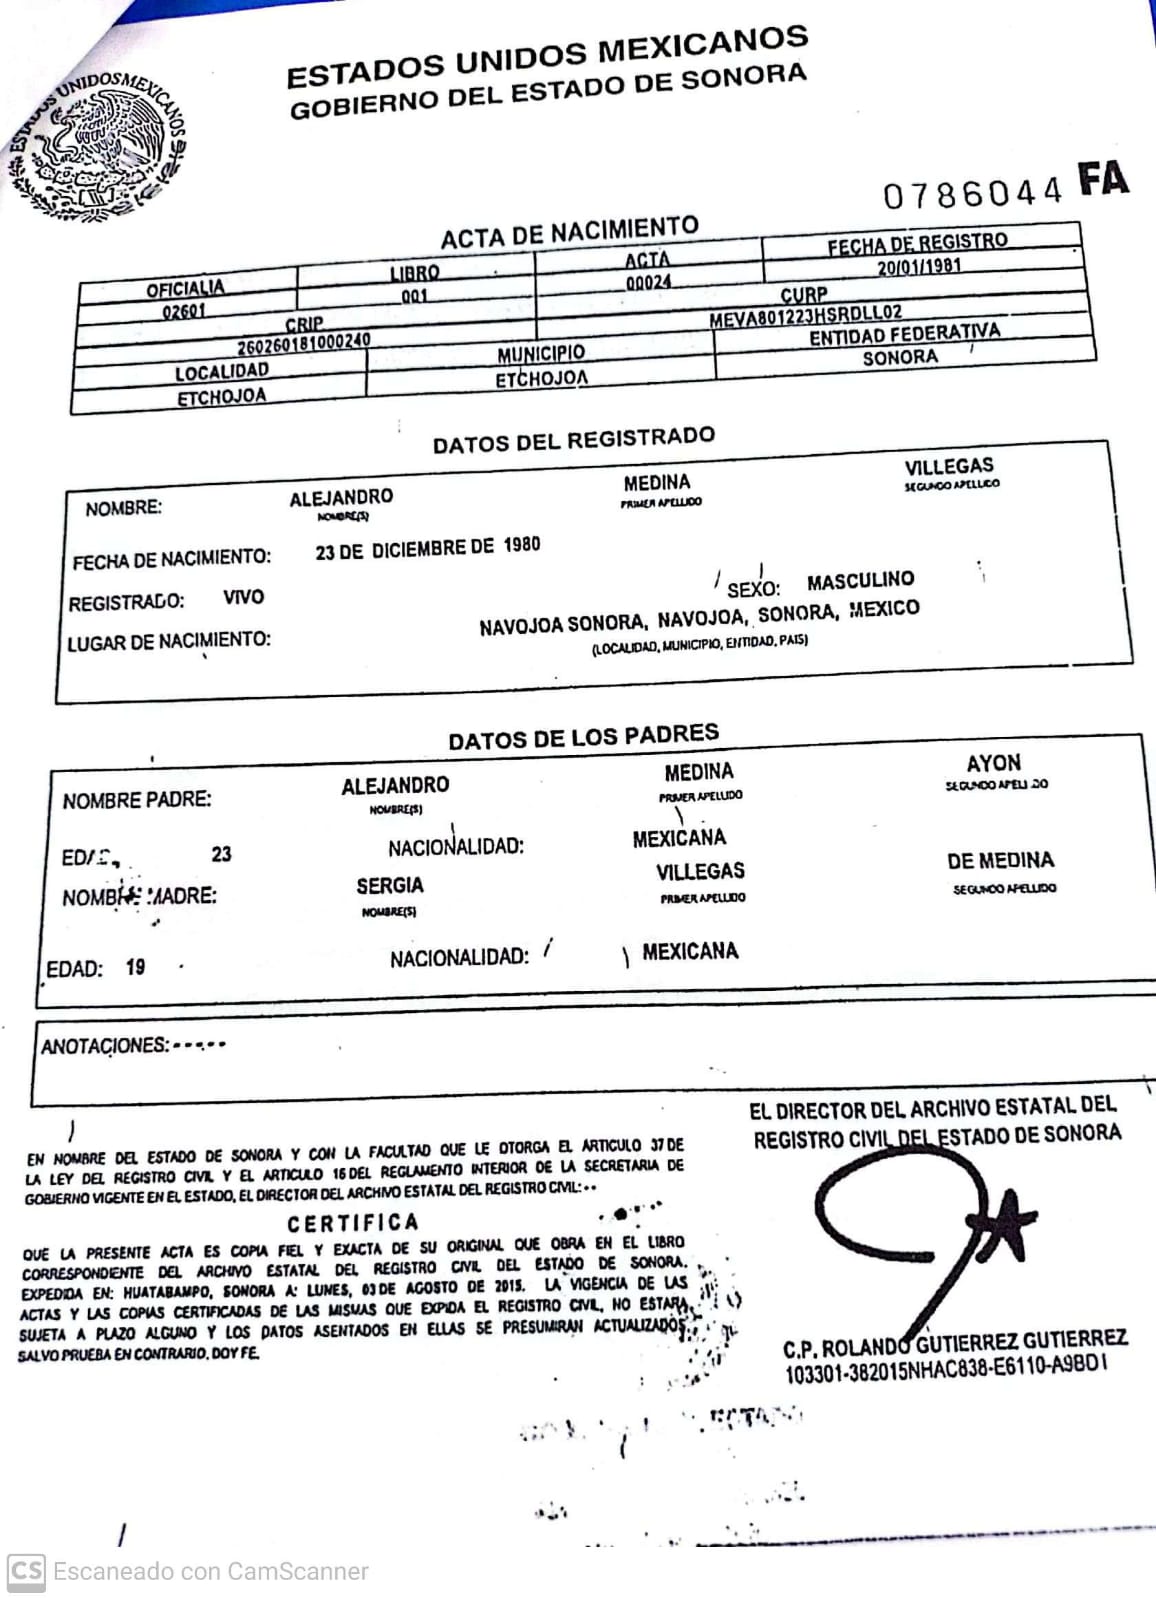 ESTADOS UNIDOS MEXICANOS
ESTADOS UNIDOS MEXICANOS
GOBIERNO DEL ESTADO DE SONORA
0786044 FA
ACTA DE NACIMIENTO
OFICIALIA LIBRO ACTA FECHA DE REGISTRO
02601 001 00024 20/01/1981
CRIP CURP
260260181000240 MEVA801223HSRDLL02
LOCALIDAD MUNICIPIO ENTIDAD FEDERATIVA
ETCHOJOA ETCHOJOA SONORA
DATOS DEL REGISTRADO
NOMBRE: ALEJANDRO MEDINA VILLEGAS
NOMBRE(S) PRIMER APELLIDO SEGUNDO APELLIDO
FECHA DE NACIMIENTO: 23 DE DICIEMBRE DE 1980
REGISTRADO: VIVO SEXO: MASCULINO
LUGAR DE NACIMIENTO: NAVOJOA SONORA, NAVOJOA, SONORA, MEXICO
(LOCALIDAD, MUNICIPIO, ENTIDAD, PAIS)
DATOS DE LOS PADRES
NOMBRE PADRE: ALEJANDRO MEDINA AYON
NOMBRE(S) PRIMER APELLIDO SEGUNDO APELLIDO
EDAD: 23 NACIONALIDAD: MEXICANA
NOMBRE MADRE: SERGIA VILLEGAS DE MEDINA
NOMBRE(S) PRIMER APELLIDO SEGUNDO APELLIDO
EDAD: 19 NACIONALIDAD: MEXICANA
ANOTACIONES:-----
EL DIRECTOR DEL ARCHIVO ESTATAL DEL
REGISTRO CIVIL DEL ESTADO DE SONORA
EN NOMBRE DEL ESTADO DE SONORA Y CON LA FACULTAD QUE LE OTORGA EL ARTICULO 37 DE
LA LEY DEL REGISTRO CIVIL Y EL ARTICULO 16 DEL REGLAMENTO INTERIOR DE LA SECRETARIA DE
GOBIERNO VIGENTE EN EL ESTADO, EL DIRECTOR DEL ARCHIVO ESTATAL DEL REGISTRO CIVIL:--
CERTIFICA
QUE LA PRESENTE ACTA ES COPIA FIEL Y EXACTA DE SU ORIGINAL QUE OBRA EN EL LIBRO
CORRESPONDIENTE DEL ARCHIVO ESTATAL DEL REGISTRO CIVIL DEL ESTADO DE SONORA.
EXPEDIDA EN: HUATABAMPO, SONORA A: LUNES, 03 DE AGOSTO DE 2015. LA VIGENCIA DE LAS
ACTAS Y LAS COPIAS CERTIFICADAS DE LAS MISMAS QUE EXPIDA EL REGISTRO CIVIL, NO ESTARA
SUJETA A PLAZO ALGUNO Y LOS DATOS ASENTADOS EN ELLAS SE PRESUMIRAN ACTUALIZADOS,
SALVO PRUEBA EN CONTRARIO. DOY FE.
C.P. ROLANDO GUTIERREZ GUTIERREZ
103301-382015NHAC838-E6110-A9BD1
CS Escaneado con CamScanner